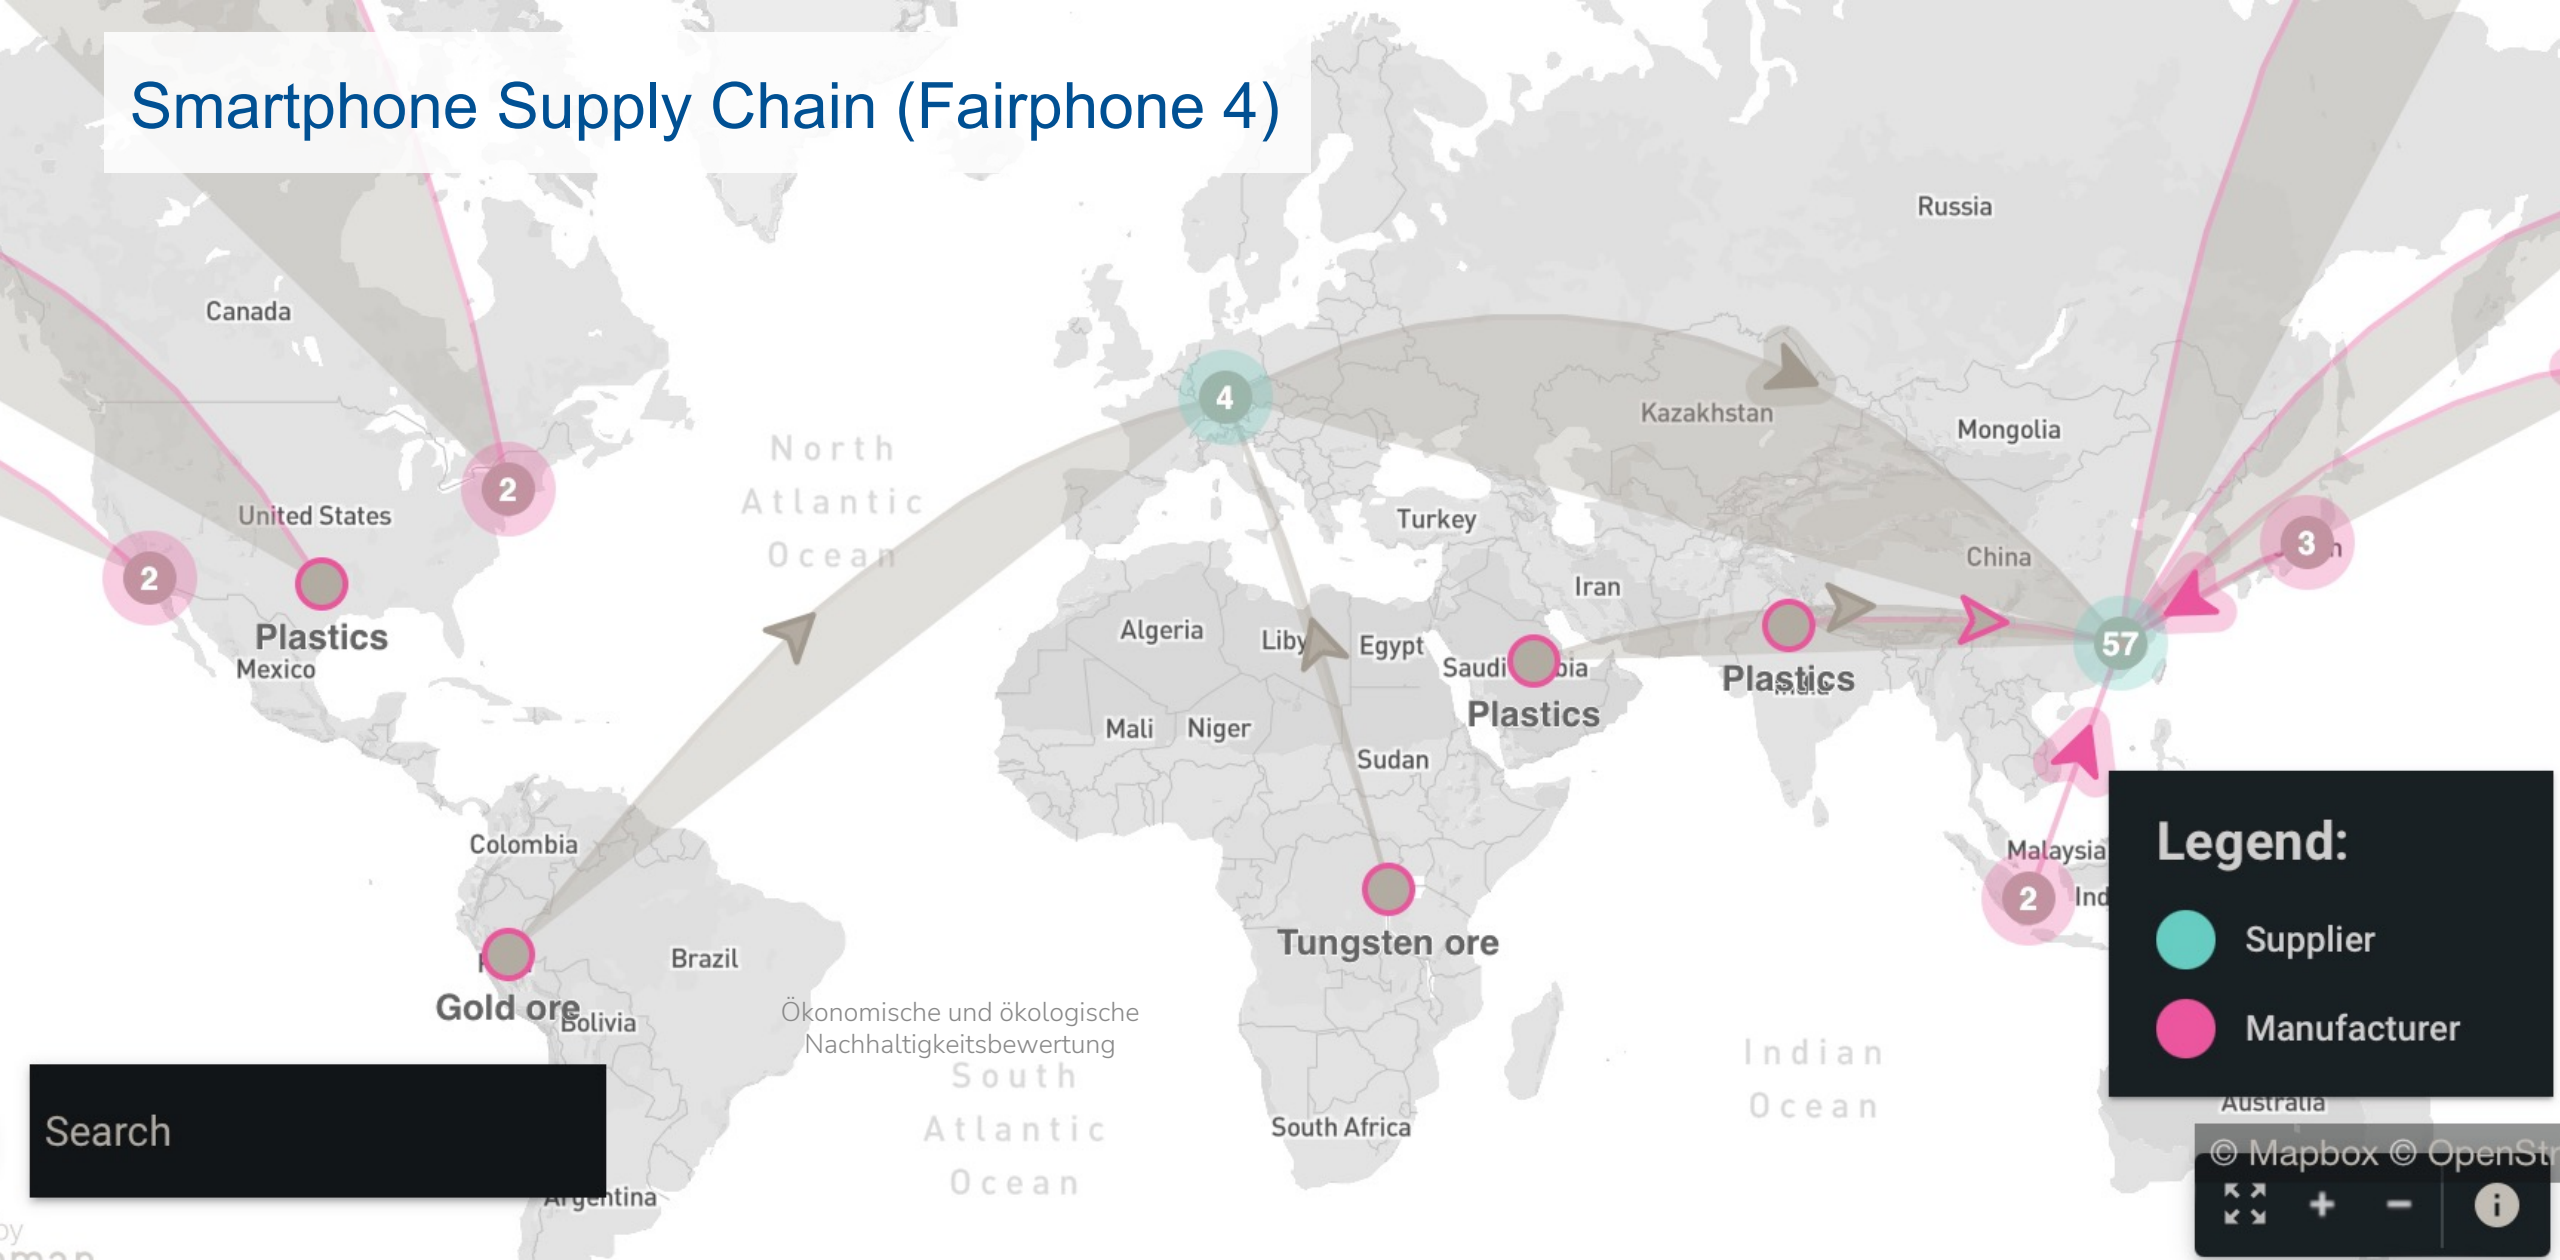 Smartphone Supply Chain (Fairphone 4)
Russia
Canada
Kazakhstan
Mongolia
4
North
Atlantic
Ocean
2
United States
Turkey
China
3
2
Iran
Plastics
Mexico
Algeria
Egypt
57
Saudi
Plastics
Plastics
Mali
Niger
Sudan
Colombia
Malaysia
2
Brazil
Tungsten ore
Gold ore
Bolivia
Ökonomische und ökologische
Nachhaltigkeitsbewertung
South
Atlantic
Ocean
Indian
Ocean
South Africa
Legend:
Supplier
Manufacturer
Australia
Search
Argentina
© Mapbox © OpenStr
+
−
i